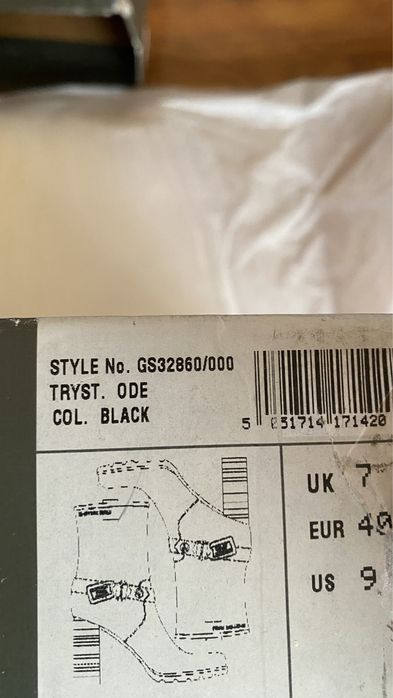 STYLE No. GS32860/000
TRYST. ODE
COL. BLACK
5 031714 171420
UK 7
EUR 40
US 9